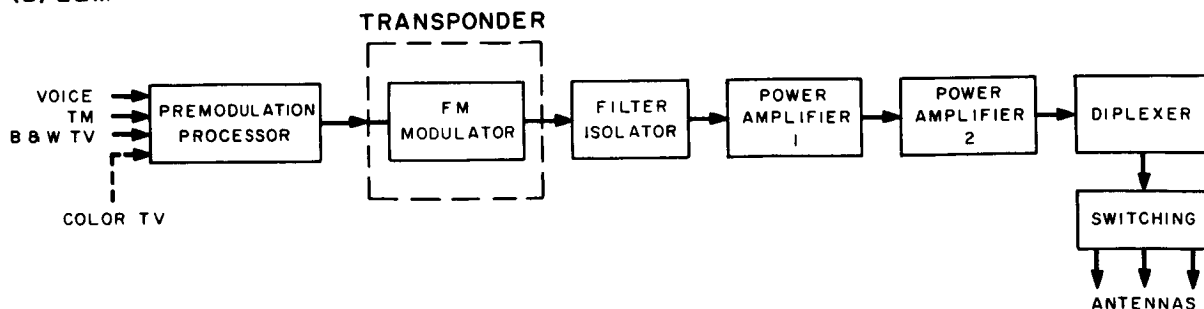 TRANSPONDER
VOICE
TM
B & W TV
COLOR TV
PREMODULATION
PROCESSOR
FM
MODULATOR
FILTER
ISOLATOR
POWER
AMPLIFIER
1
POWER
AMPLIFIER
2
DIPLEXER
SWITCHING
ANTENNAS